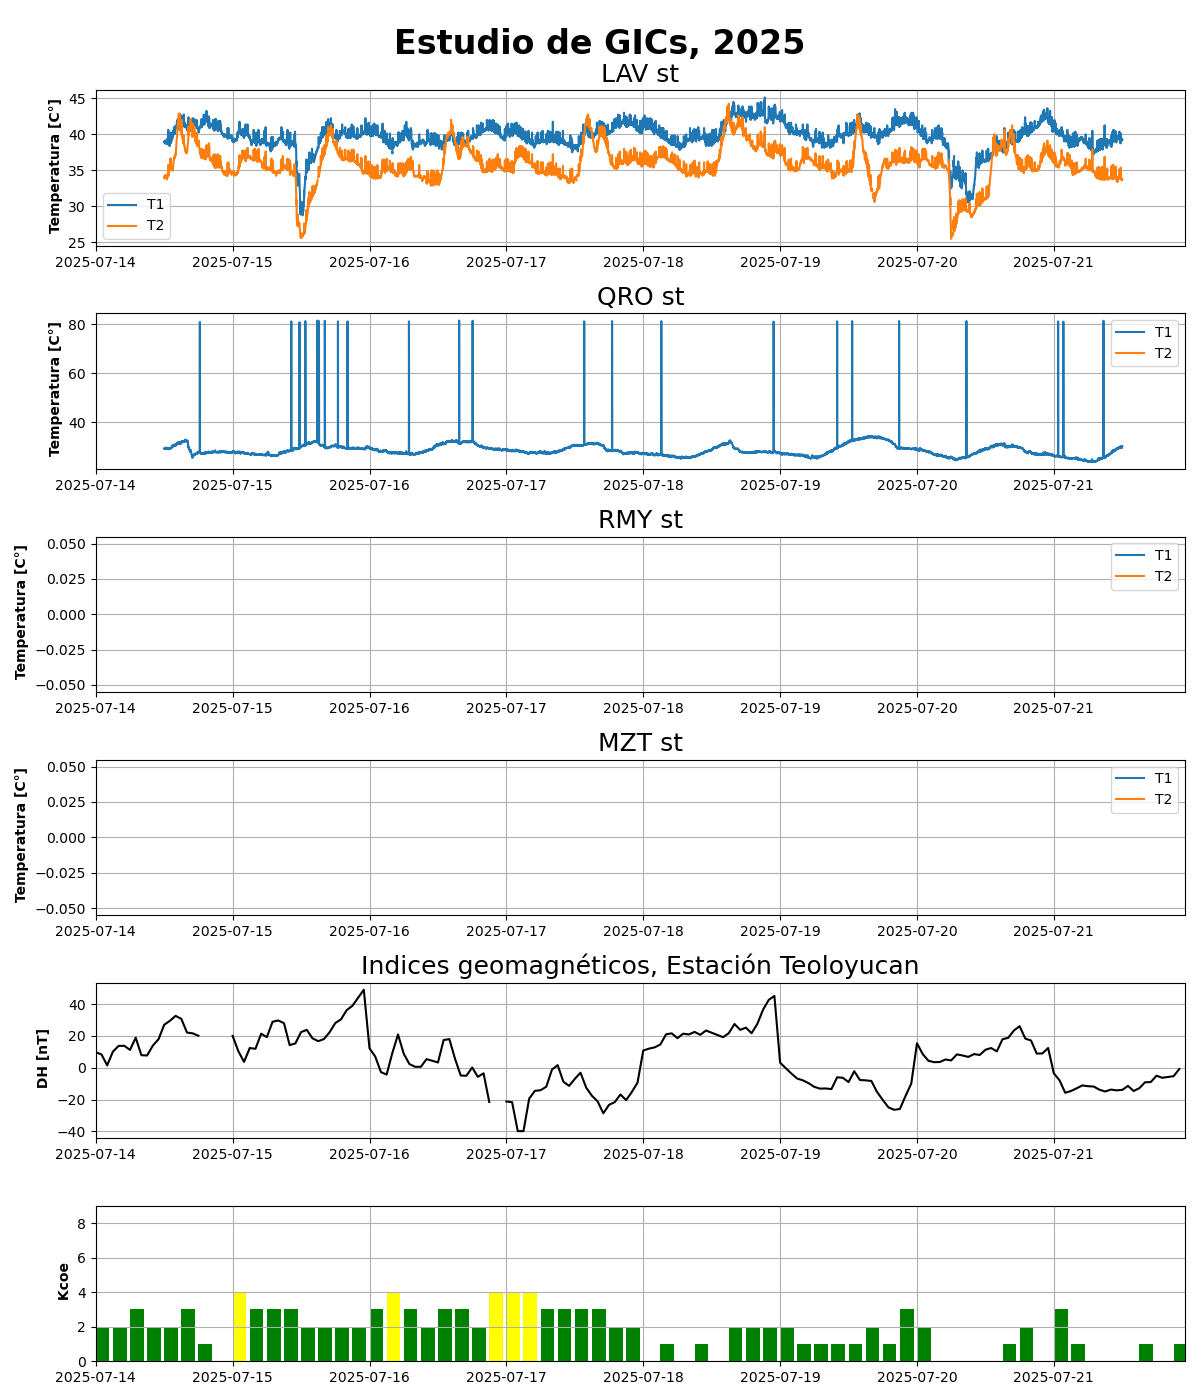 Estudio de GICs, 2025
LAV st
Temperatura [C°]
45
40
35
30
25
T1
T2
2025-07-14 2025-07-15 2025-07-16 2025-07-17 2025-07-18 2025-07-19 2025-07-20 2025-07-21
QRO st
Temperatura [C°]
80
60
40
T1
T2
2025-07-14 2025-07-15 2025-07-16 2025-07-17 2025-07-18 2025-07-19 2025-07-20 2025-07-21
RMY st
Temperatura [C°]
0.050
0.025
0.000
−0.025
−0.050
T1
T2
2025-07-14 2025-07-15 2025-07-16 2025-07-17 2025-07-18 2025-07-19 2025-07-20 2025-07-21
MZT st
Temperatura [C°]
0.050
0.025
0.000
−0.025
−0.050
T1
T2
2025-07-14 2025-07-15 2025-07-16 2025-07-17 2025-07-18 2025-07-19 2025-07-20 2025-07-21
Indices geomagnéticos, Estación Teoloyucan
DH [nT]
40
20
0
−20
−40
2025-07-14 2025-07-15 2025-07-16 2025-07-17 2025-07-18 2025-07-19 2025-07-20 2025-07-21
Kcoe
8
6
4
2
0
2025-07-14 2025-07-15 2025-07-16 2025-07-17 2025-07-18 2025-07-19 2025-07-20 2025-07-21